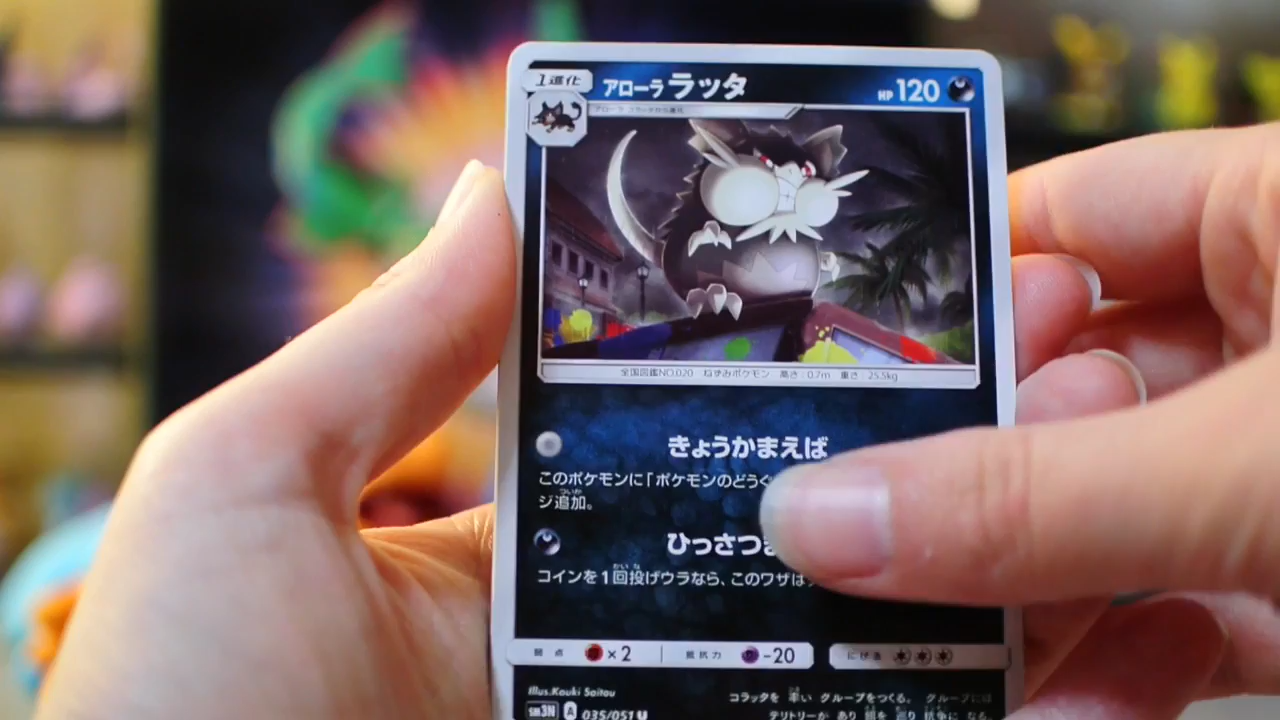 1進化 アローラ ラッタ HP 120
アローラ コラッタから進化
全国図鑑NO.020 ねずみポケモン 高さ:0.7m 重さ:25.5kg
きょうかまえば
このポケモンに「ポケモンのどうぐ
ジ追加。
ひっさつ
コインを1回投げウラなら、このワザは
弱点 ×2 抵抗力 -20 にげる
Illus.Kouki Saitou
コラッタを 率い グループをつくる。 グループには
sm3N A 035/051 U
テリトリーが あり 餌を 巡り 抗争に なる。